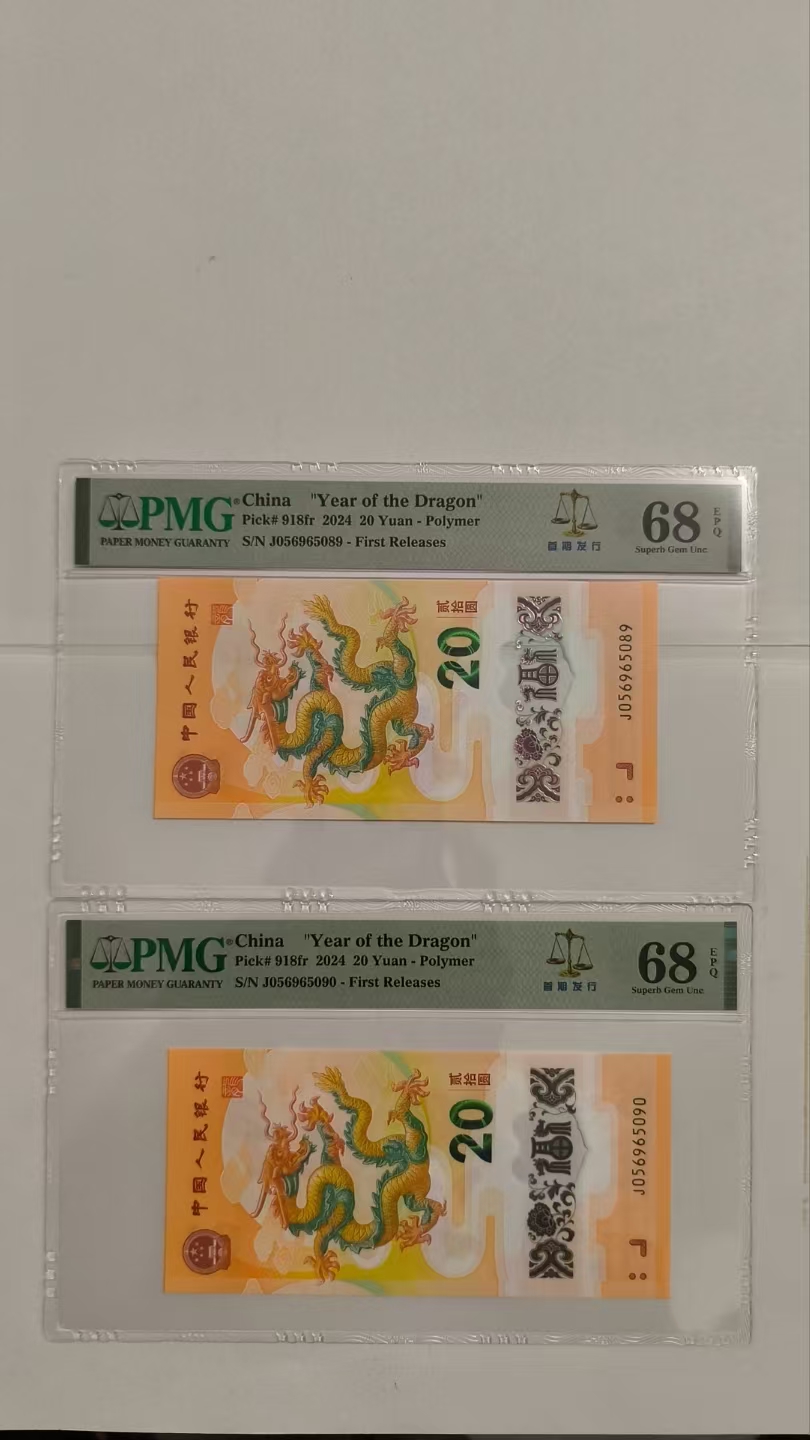 PMG
PAPER MONEY GUARANTY
China "Year of the Dragon"
Pick# 918fr 2024 20 Yuan - Polymer
S/N J056965089 - First Releases
首期发行
68
EPQ
Superb Gem Unc
中国人民银行
贰拾圆
20
J056965089
PMG
PAPER MONEY GUARANTY
China "Year of the Dragon"
Pick# 918fr 2024 20 Yuan - Polymer
S/N J056965090 - First Releases
首期发行
68
EPQ
Superb Gem Unc
中国人民银行
贰拾圆
20
J056965090